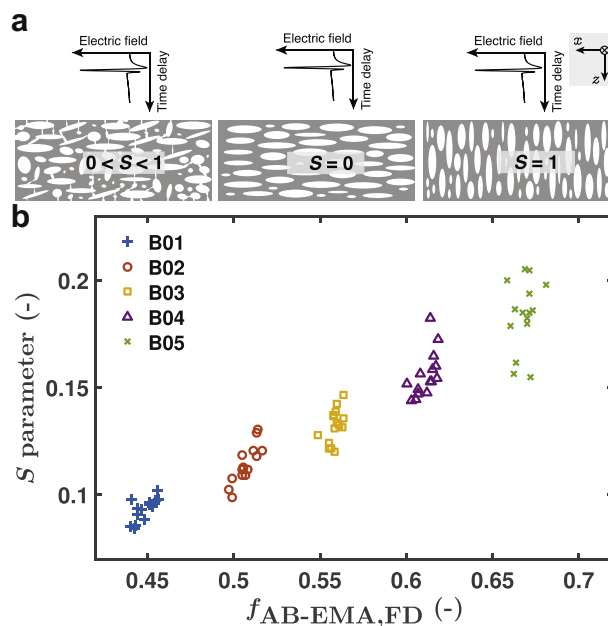 a
Electric field
Time delay
Electric field
Time delay
Electric field
Time delay
x
z
0 < S < 1
S = 0
S = 1
b
B01
B02
B03
B04
B05
S parameter (-)
0.2
0.15
0.1
0.45 0.5 0.55 0.6 0.65 0.7
f_AB-EMA,FD (-)